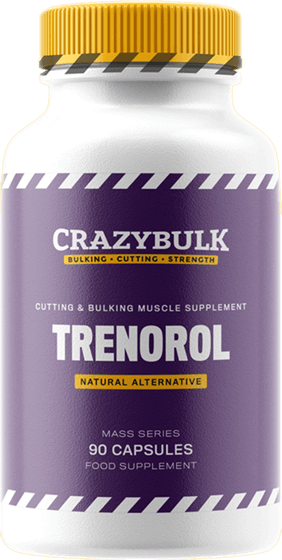 CRAZYBULK
BULKING • CUTTING • STRENGTH
CUTTING & BULKING MUSCLE SUPPLEMENT
TRENOROL
NATURAL ALTERNATIVE
MASS SERIES
90 CAPSULES
FOOD SUPPLEMENT